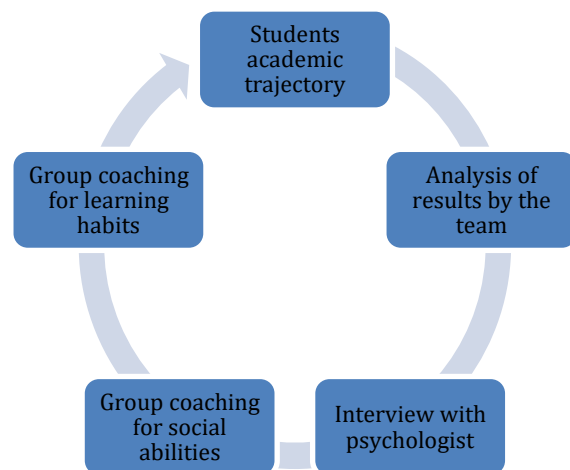 Students
academic
trajectory
Analysis of
results by the
team
Interview with
psychologist
Group coaching
for social
abilities
Group coaching
for learning
habits